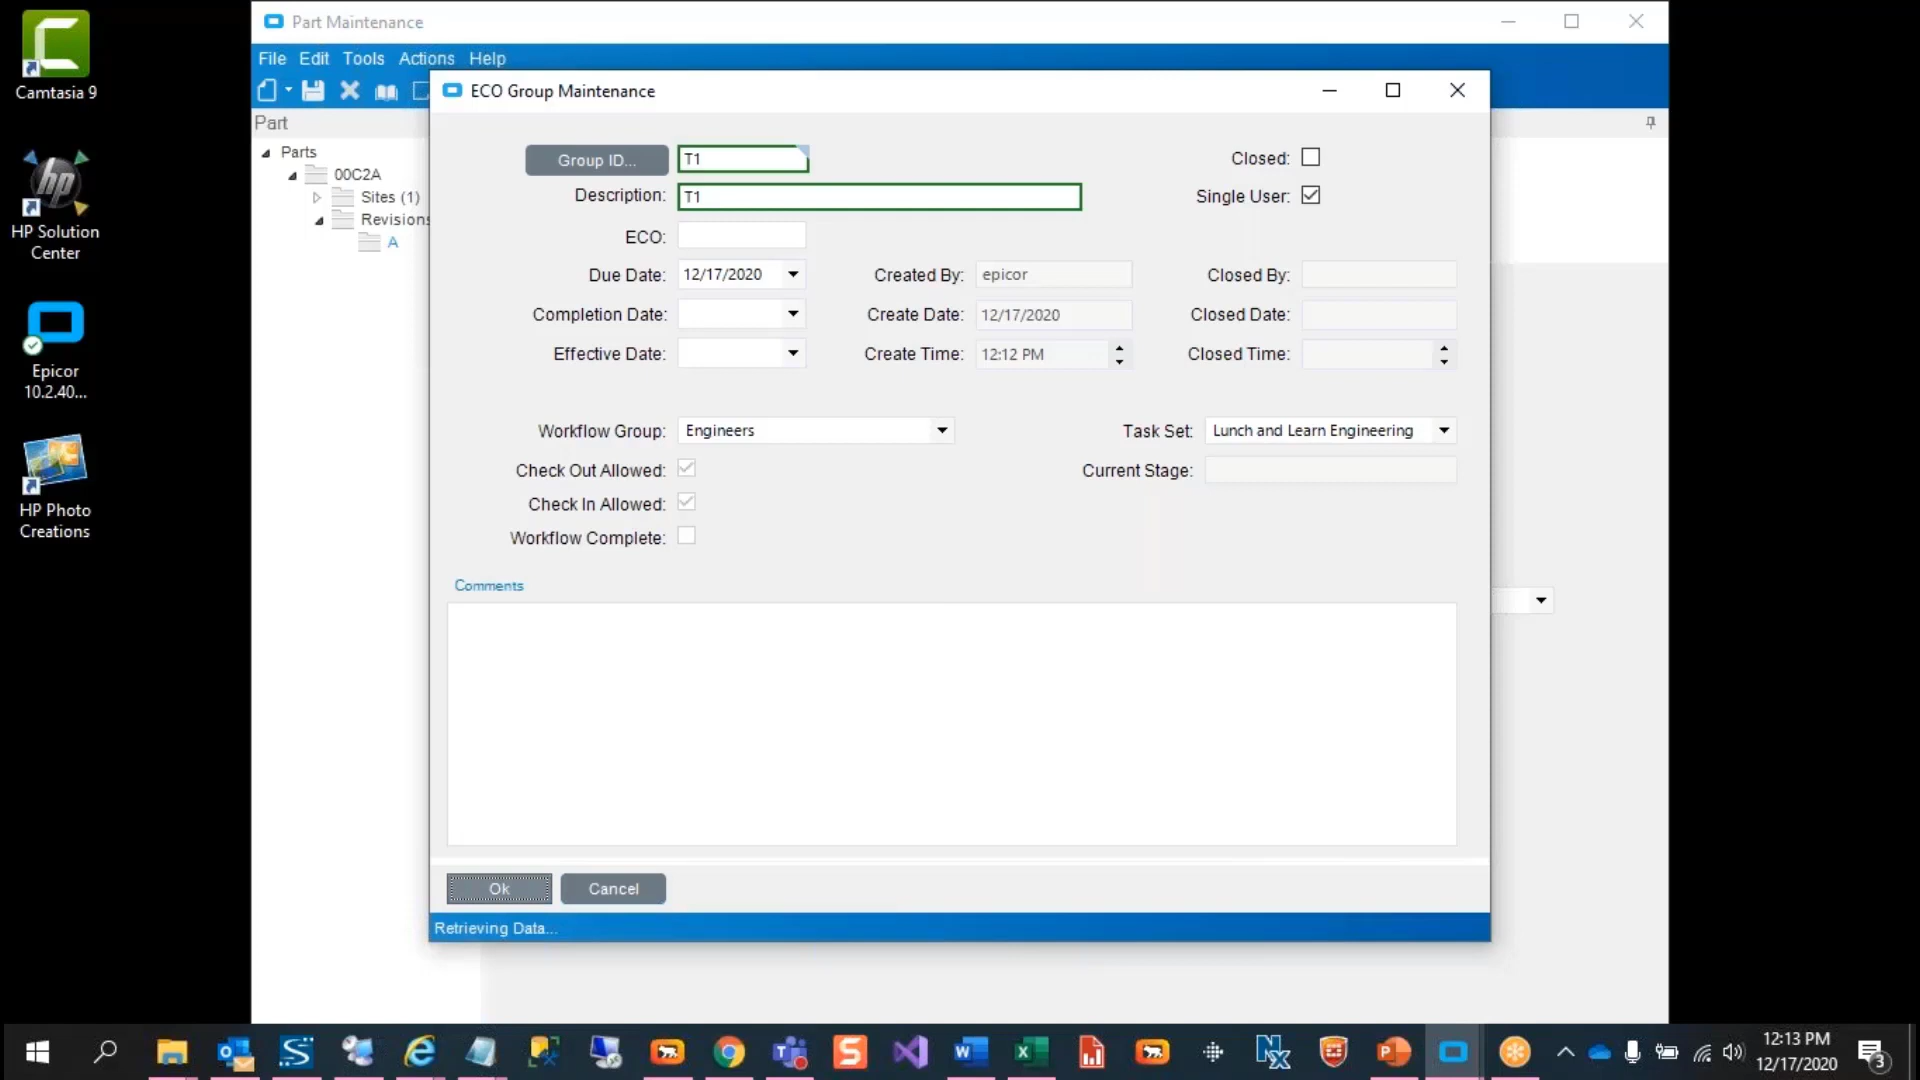 Camtasia 9
HP Solution
Center
Epicor
10.2.40...
HP Photo
Creations
Part Maintenance
File Edit Tools Actions Help
Part
Parts
00C2A
Sites (1)
Revisions
A
ECO Group Maintenance
Group ID... T1 Closed:
Description: T1 Single User:
ECO:
Due Date: 12/17/2020 Created By: epicor Closed By:
Completion Date: Create Date: 12/17/2020 Closed Date:
Effective Date: Create Time: 12:12 PM Closed Time:
Workflow Group: Engineers Task Set: Lunch and Learn Engineering
Check Out Allowed: Current Stage:
Check In Allowed:
Workflow Complete:
Comments
Ok Cancel
Retrieving Data...
12:13 PM
12/17/2020
3